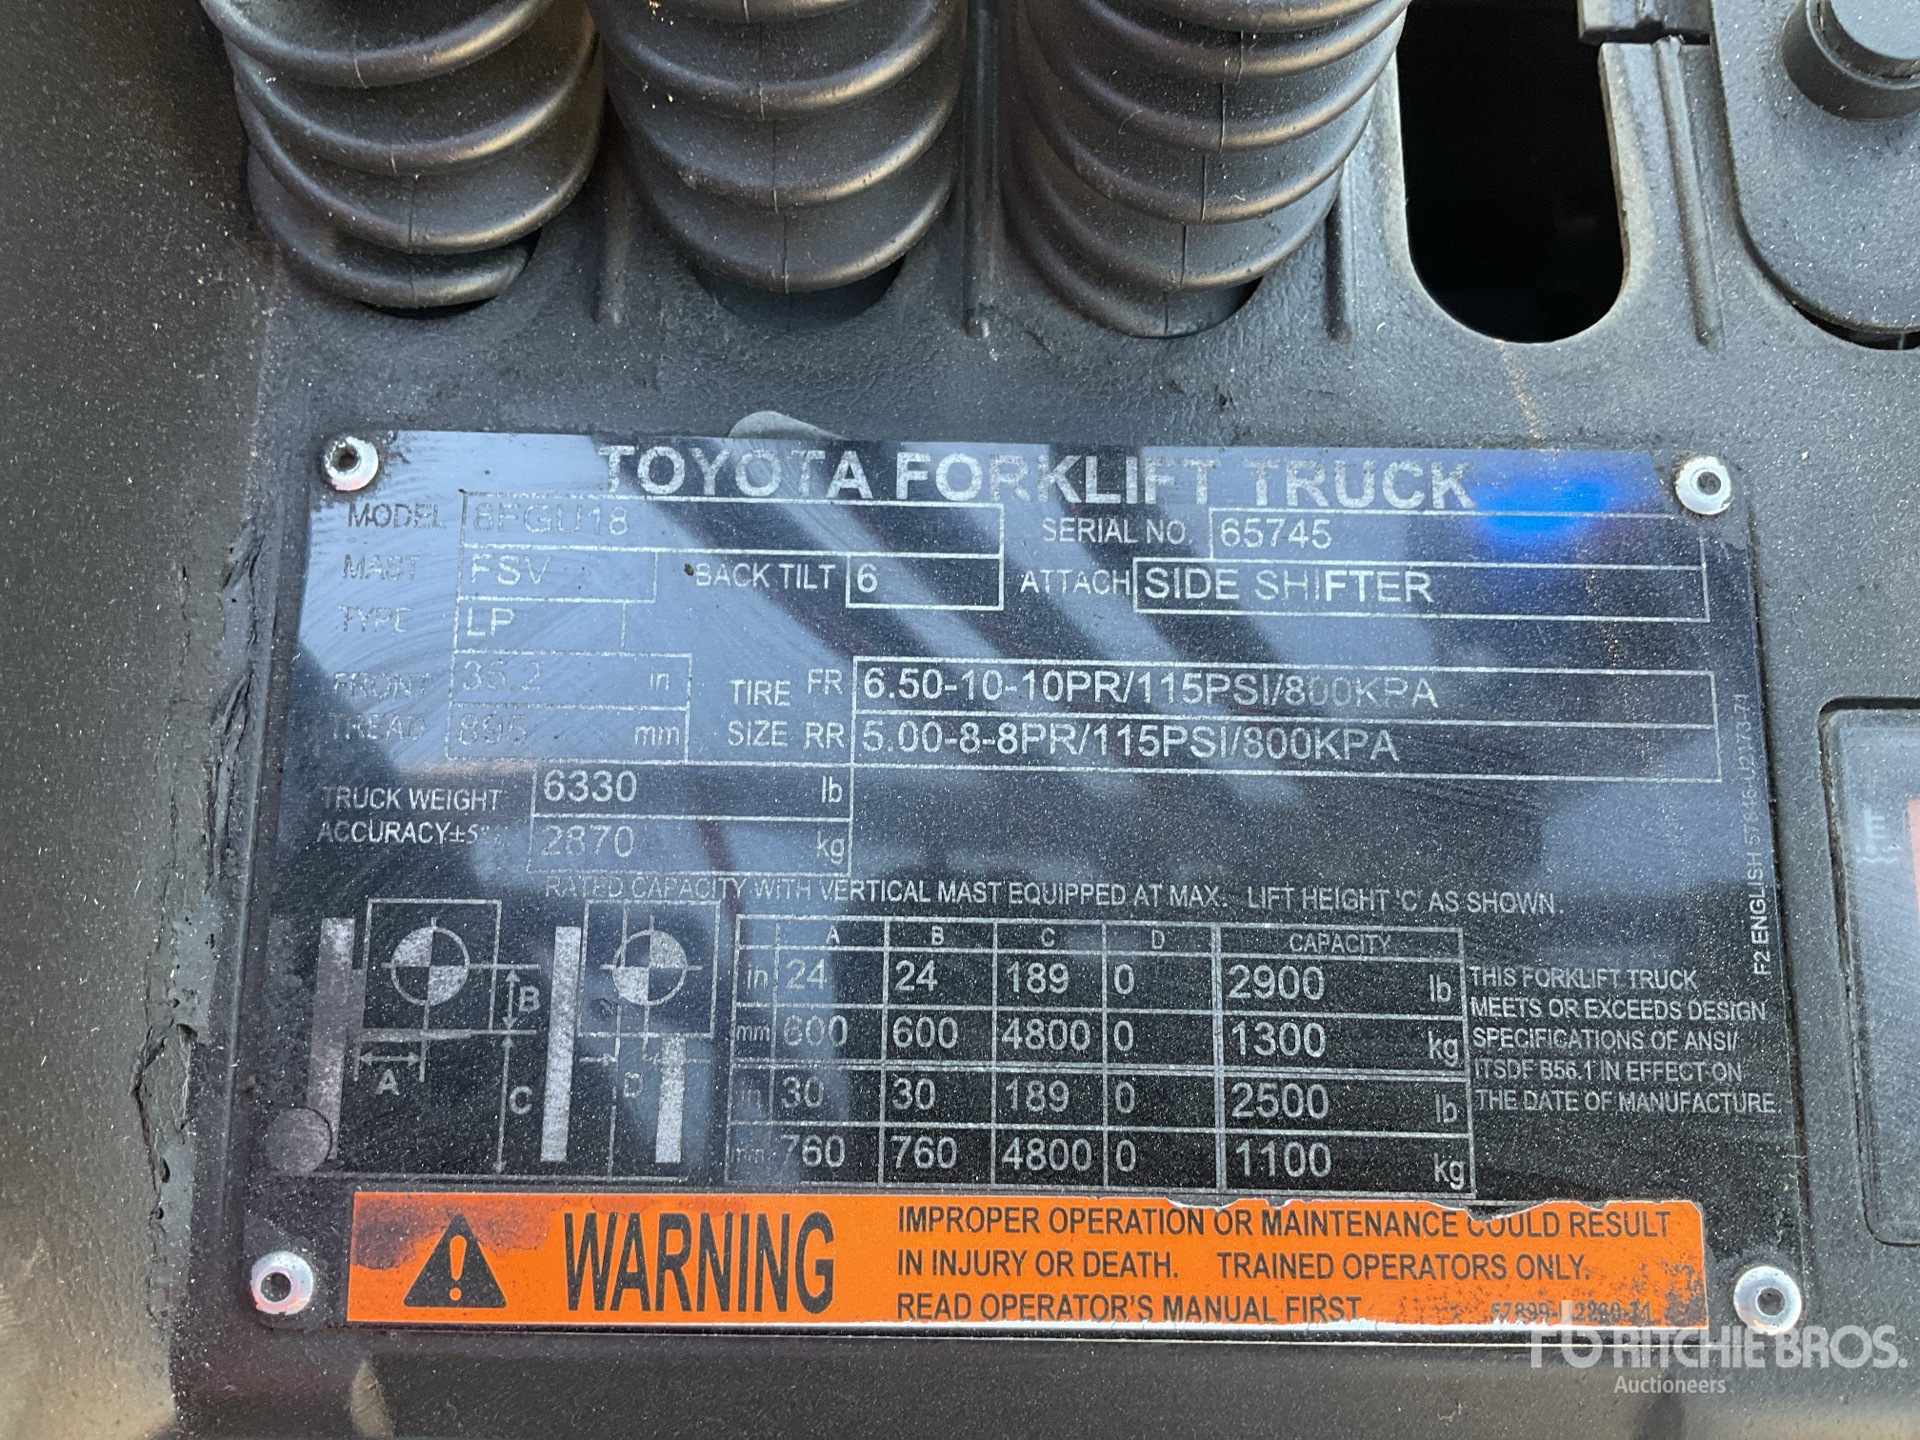 TOYOTA FORKLIFT TRUCK
MODEL 8FGU18 SERIAL NO. 65745
MAST FSV BACK TILT 6 ATTACH SIDE SHIFTER
TYPE LP
FRONT 35.2 in TIRE FR 6.50-10-10PR/115PSI/800KPA
TREAD 895 mm SIZE RR 5.00-8-8PR/115PSI/800KPA
TRUCK WEIGHT 6330 lb
ACCURACY±5% 2870 kg
RATED CAPACITY WITH VERTICAL MAST EQUIPPED AT MAX. LIFT HEIGHT 'C' AS SHOWN.
A B C D CAPACITY
in 24 24 189 0 2900 lb
mm 600 600 4800 0 1300 kg
in 30 30 189 0 2500 lb
mm 760 760 4800 0 1100 kg
B
A
C
D
THIS FORKLIFT TRUCK
MEETS OR EXCEEDS DESIGN
SPECIFICATIONS OF ANSI/
ITSDF B56.1 IN EFFECT ON
THE DATE OF MANUFACTURE.
F2 ENGLISH 57846-U2173-71
WARNING
IMPROPER OPERATION OR MAINTENANCE COULD RESULT
IN INJURY OR DEATH. TRAINED OPERATORS ONLY.
READ OPERATOR'S MANUAL FIRST.
rb RITCHIE BROS.
Auctioneers